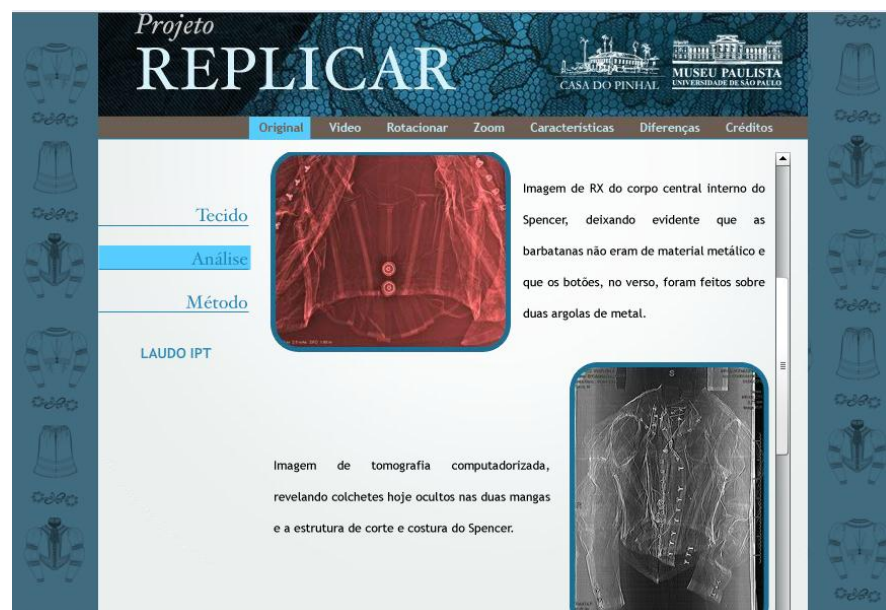 Projeto
REPLICAR
CASA DO PINHAL
MUSEU PAULISTA
UNIVERSIDADE DE SÃO PAULO
Original Video Rotacionar Zoom Características Diferenças Créditos
Tecido
Análise
Método
LAUDO IPT
Imagem de RX do corpo central interno do
Spencer, deixando evidente que as
barbatanas não eram de material metálico e
que os botões, no verso, foram feitos sobre
duas argolas de metal.
Imagem de tomografia computadorizada,
revelando colchetes hoje ocultos nas duas mangas
e a estrutura de corte e costura do Spencer.